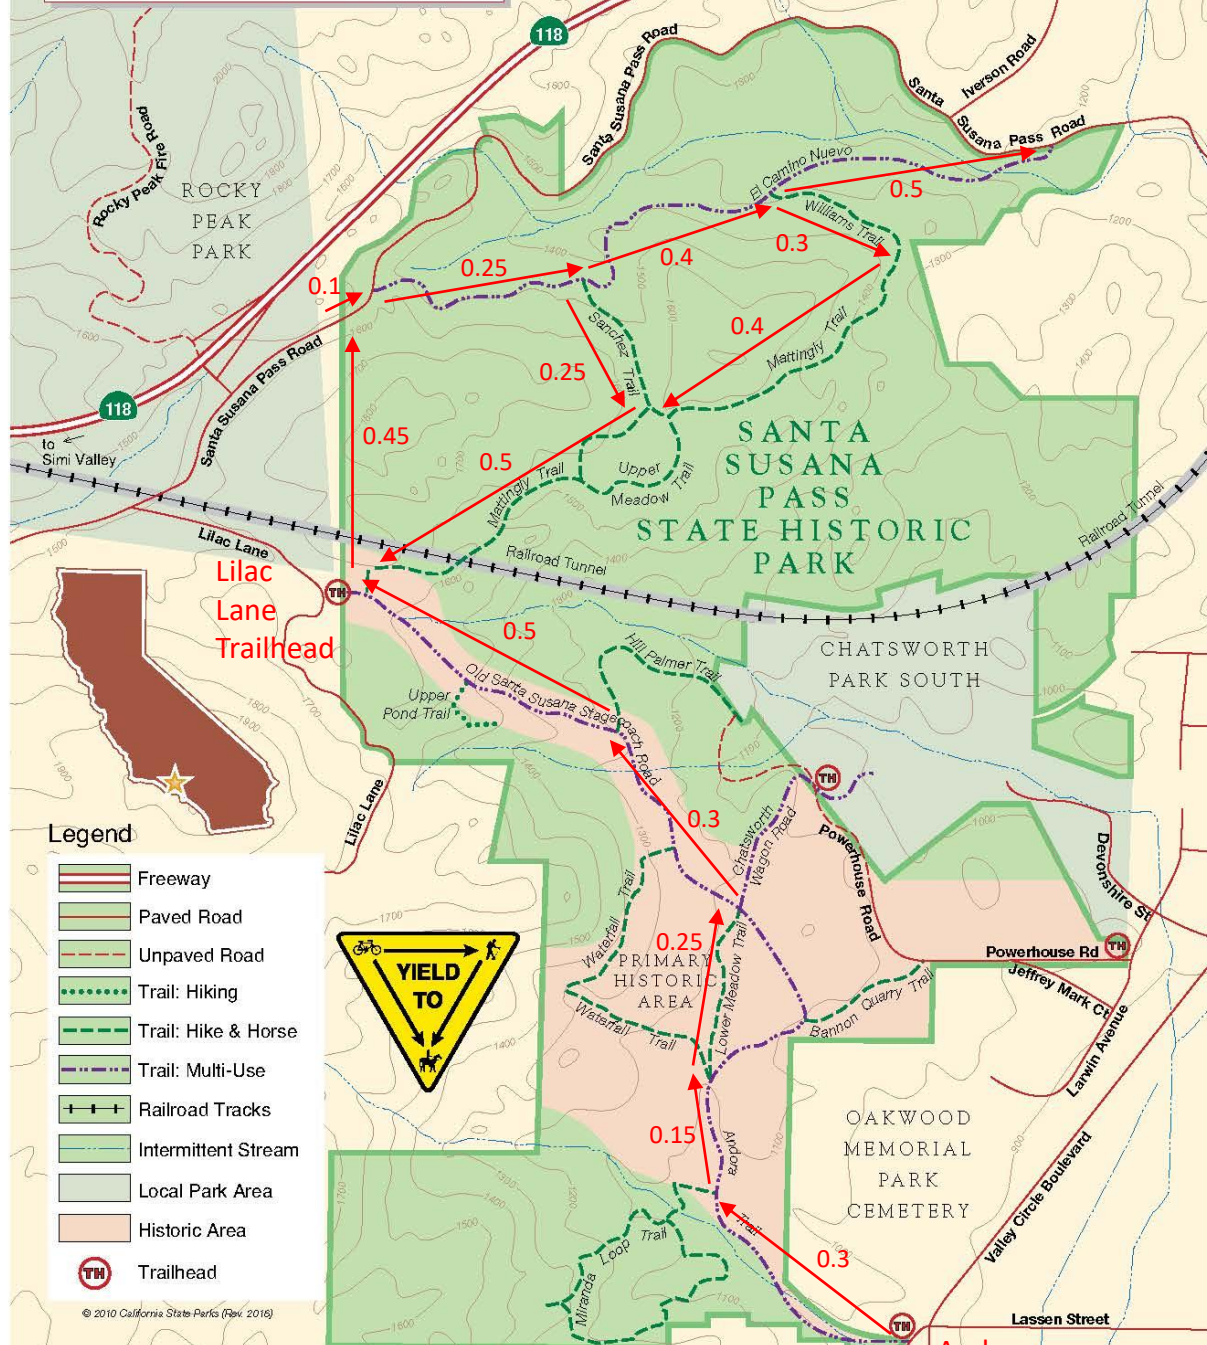 118
Santa Susana Pass Road
Santa
Susana Pass Road
Iverson Road
Rocky Peak Fire Road
ROCKY
PEAK
PARK
El Camino Nuevo
0.5
Williams Trail
0.3
0.4
0.25
0.1
Santa Susana Pass Road
Sanchez Trail
0.25
0.4
Mattingly Trail
118
to
Simi Valley
0.45
0.5
Mattingly Trail
Upper
Meadow Trail
SANTA
SUSANA
PASS
STATE HISTORIC
PARK
Railroad Tunnel
Railroad Tunnel
Lilac Lane
Lilac
Lane
Trailhead
TH
0.5
Hill Palmer Trail
CHATSWORTH
PARK SOUTH
Upper
Pond Trail
Old Santa Susana Stagecoach Road
TH
Lilac Lane
0.3
Chatsworth
Wagon Road
Powerhouse Road
Devonshire St
Waterfall Trail
0.25
PRIMARY
HISTORIC
AREA
Lower Meadow Trail
Powerhouse Rd
TH
Jeffrey Mark Ct
Larwin Avenue
Bannon Quarry Trail
Waterfall Trail
YIELD
TO
0.15
Andora
Trail
OAKWOOD
MEMORIAL
PARK
CEMETERY
Valley Circle Boulevard
Miranda Loop Trail
0.3
TH
Lassen Street
Legend
Freeway
Paved Road
Unpaved Road
Trail: Hiking
Trail: Hike & Horse
Trail: Multi-Use
Railroad Tracks
Intermittent Stream
Local Park Area
Historic Area
TH Trailhead
© 2010 California State Parks (Rev. 2016)